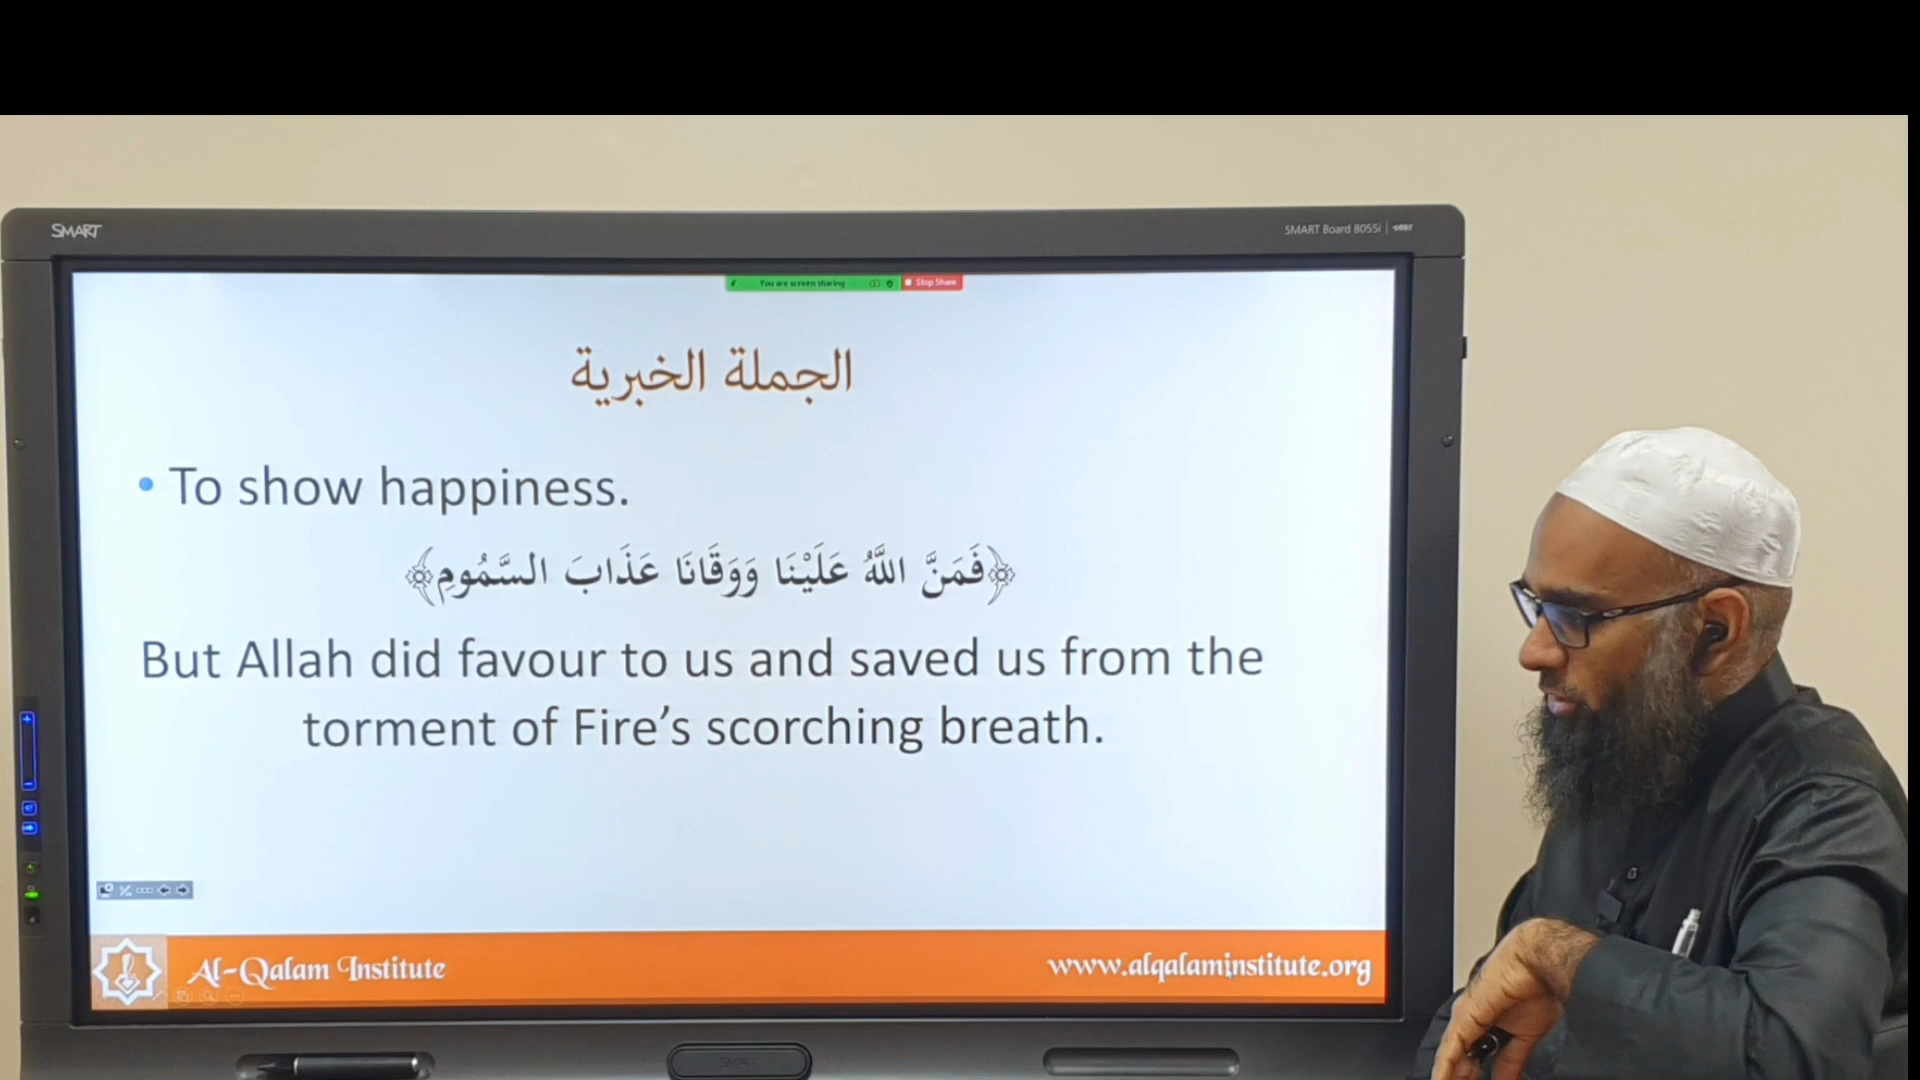 SMART
SMART Board 8055i
You are screen sharing
Stop Share
الجملة الخبرية
• To show happiness.
﴿فَمَنَّ اللَّهُ عَلَيْنَا وَوَقَانَا عَذَابَ السَّمُومِ﴾
But Allah did favour to us and saved us from the
torment of Fire’s scorching breath.
Al-Qalam Institute
www.alqalaminstitute.org
SMART